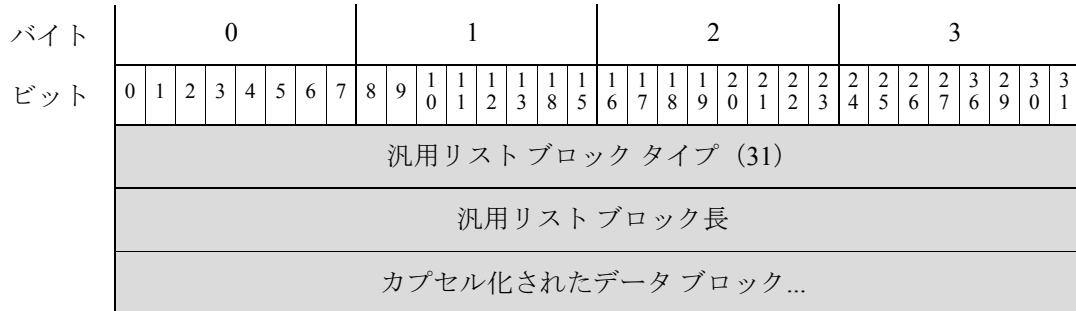 バイト 0 1 2 3
ビット 0 1 2 3 4 5 6 7 8 9 10 11 12 13 18 15 16 17 18 19 20 21 22 23 24 25 26 27 36 29 30 31
汎用リスト ブロック タイプ（31）
汎用リスト ブロック長
カプセル化されたデータ ブロック...